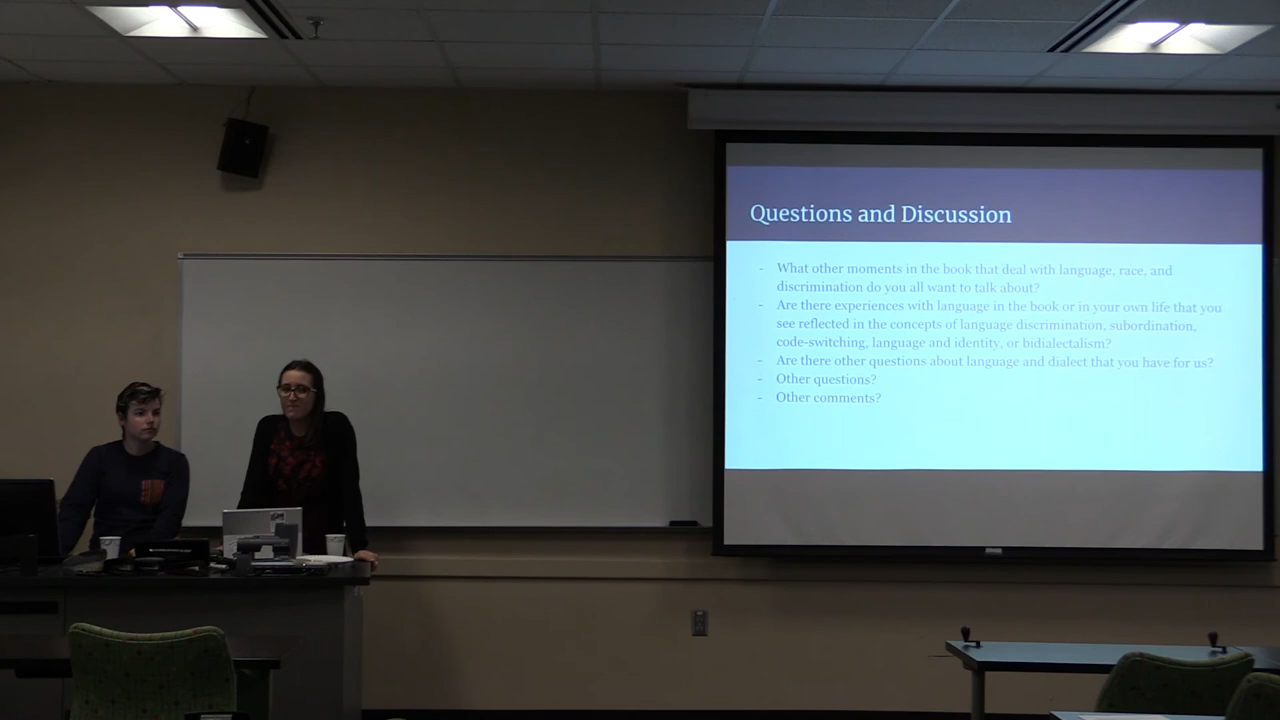 Questions and Discussion
- What other moments in the book that deal with language, race, and
discrimination do you all want to talk about?
- Are there experiences with language in the book or in your own life that you
see reflected in the concepts of language discrimination, subordination,
code-switching, language and identity, or bidialectalism?
- Are there other questions about language and dialect that you have for us?
- Other questions?
- Other comments?